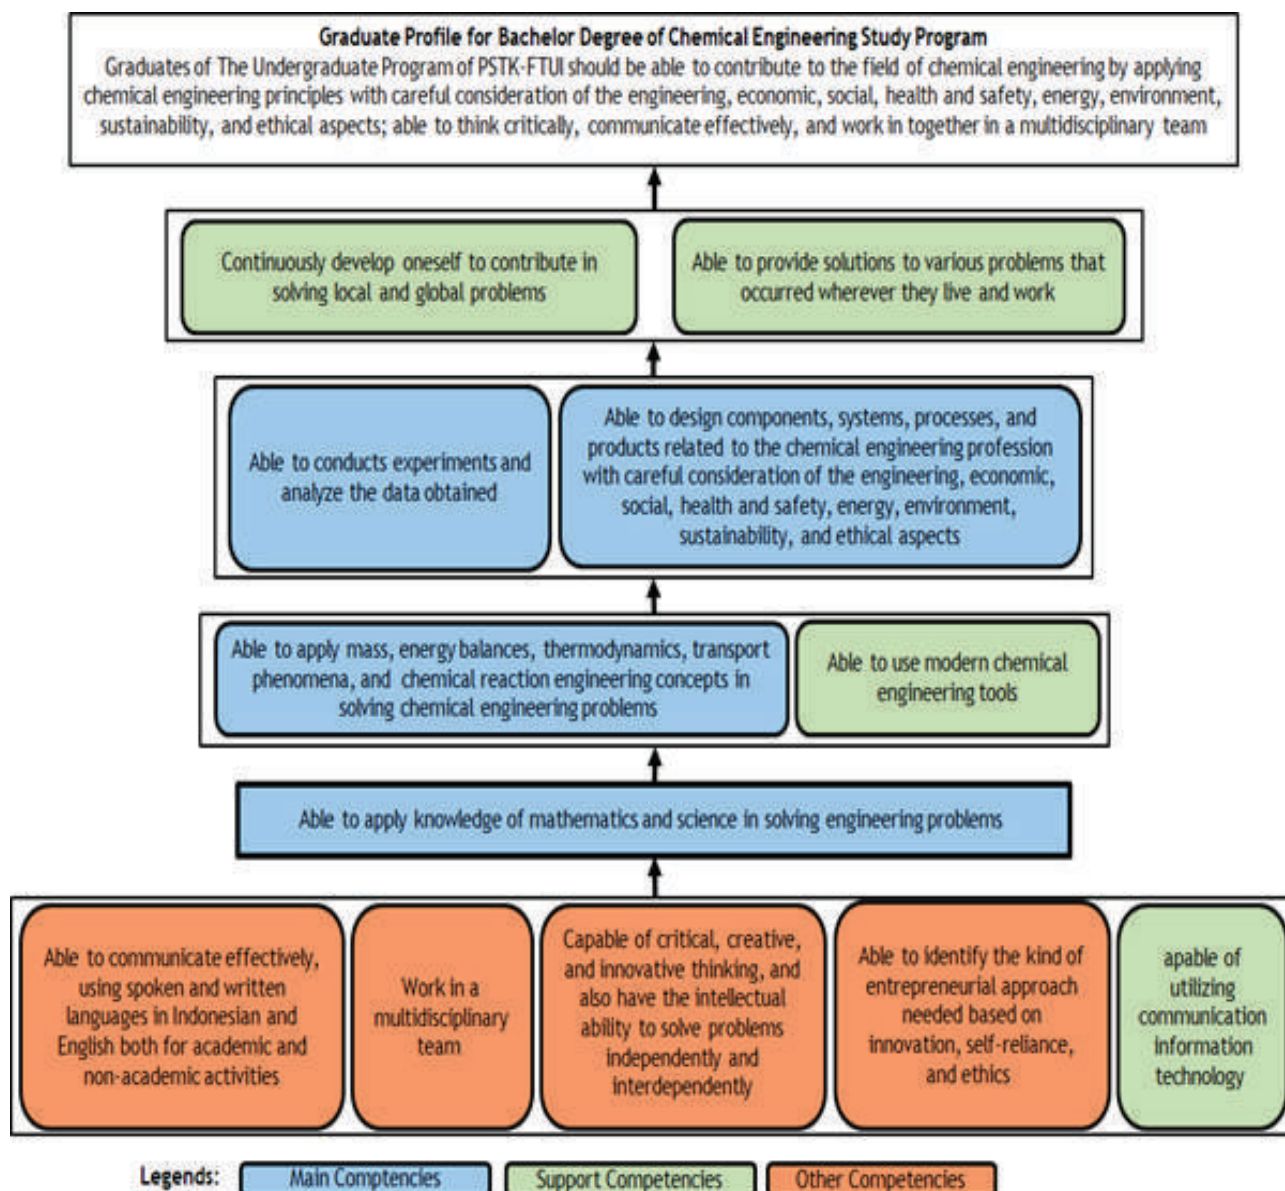 Graduate Profile for Bachelor Degree of Chemical Engineering Study Program
Graduates of The Undergraduate Program of PSTK-FTUI should be able to contribute to the field of chemical engineering by applying
chemical engineering principles with careful consideration of the engineering, economic, social, health and safety, energy, environment,
sustainability, and ethical aspects; able to think critically, communicate effectively, and work in together in a multidisciplinary team
Continuously develop oneself to contribute in
solving local and global problems
Able to provide solutions to various problems that
occurred wherever they live and work
Able to conducts experiments and
analyze the data obtained
Able to design components, systems, processes, and
products related to the chemical engineering profession
with careful consideration of the engineering, economic,
social, health and safety, energy, environment,
sustainability, and ethical aspects
Able to apply mass, energy balances, thermodynamics, transport
phenomena, and chemical reaction engineering concepts in
solving chemical engineering problems
Able to use modern chemical
engineering tools
Able to apply knowledge of mathematics and science in solving engineering problems
Able to communicate effectively,
using spoken and written
languages in Indonesian and
English both for academic and
non-academic activities
Work in a
multidisciplinary
team
Capable of critical, creative,
and innovative thinking, and
also have the intellectual
ability to solve problems
independently and
interdependently
Able to identify the kind of
entrepreneurial approach
needed based on
innovation, self-reliance,
and ethics
apable of
utilizing
communication
information
technology
Legends:
Main Comptencies
Support Competencies
Other Competencies